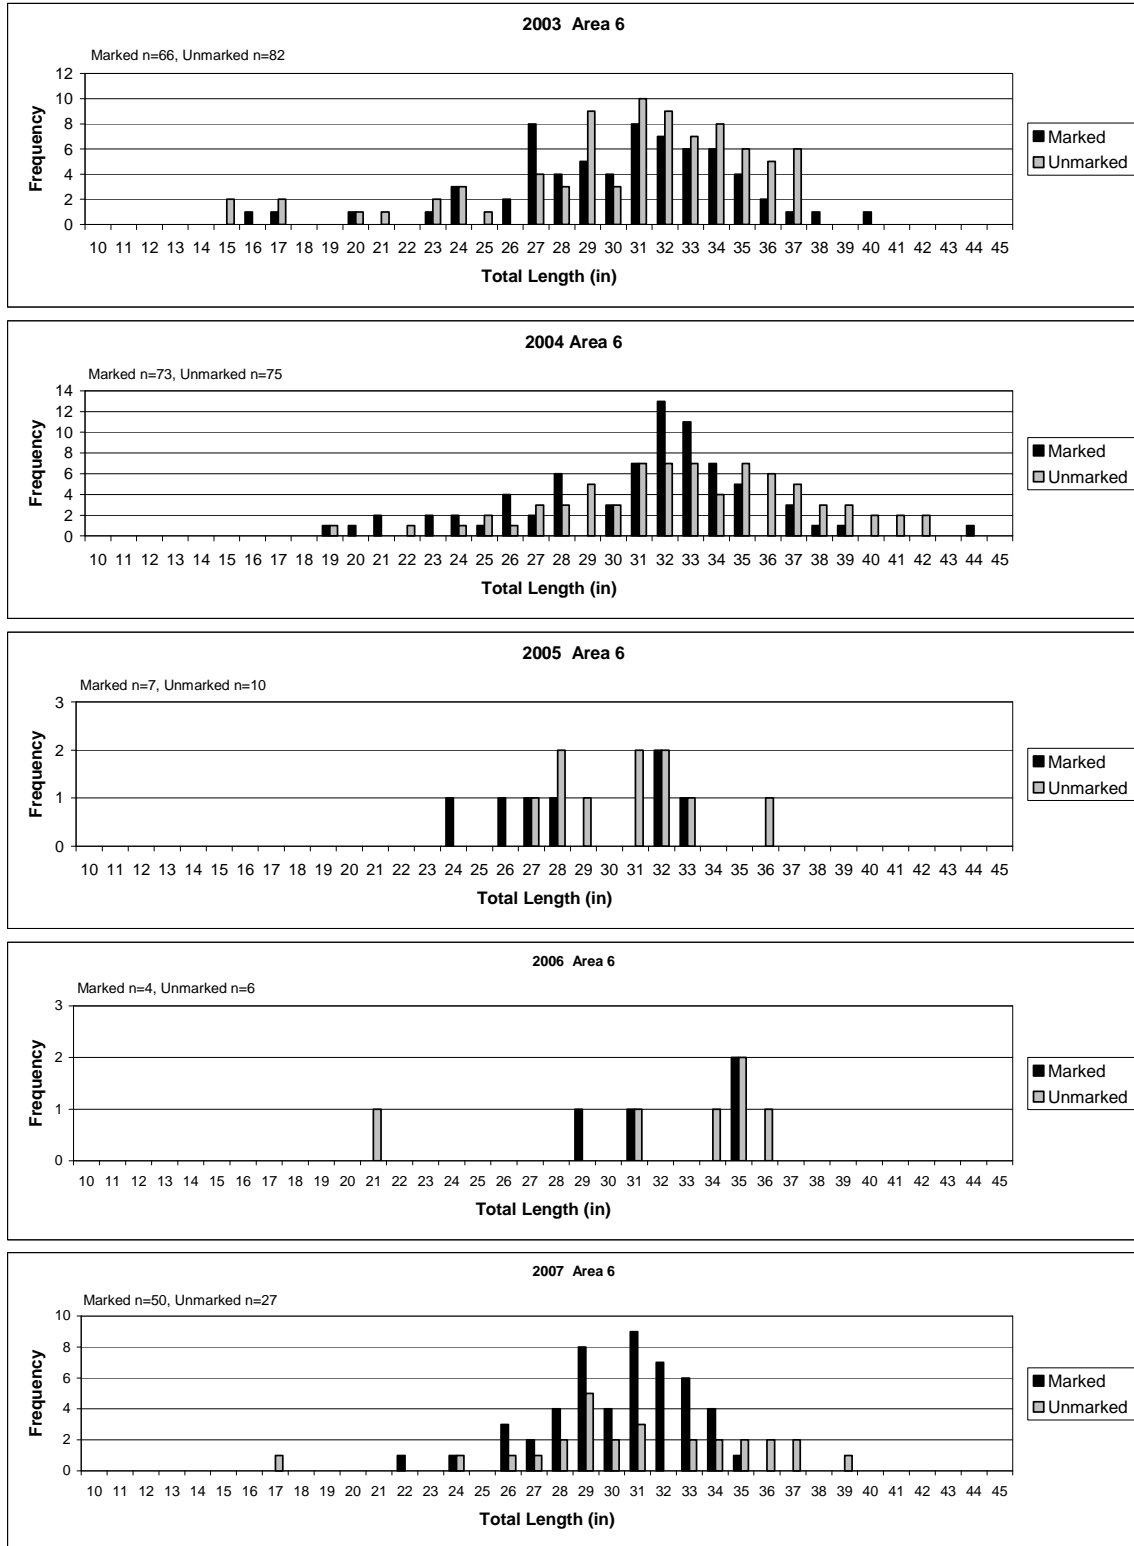 2003  Area 6
Marked n=66, Unmarked n=82
12
10
8
6
4
2
0
Frequency
10 11 12 13 14 15 16 17 18 19 20 21 22 23 24 25 26 27 28 29 30 31 32 33 34 35 36 37 38 39 40 41 42 43 44 45
Total Length (in)
Marked
Unmarked
2004 Area 6
Marked n=73, Unmarked n=75
14
12
10
8
6
4
2
0
Frequency
10 11 12 13 14 15 16 17 18 19 20 21 22 23 24 25 26 27 28 29 30 31 32 33 34 35 36 37 38 39 40 41 42 43 44 45
Total Length (in)
Marked
Unmarked
2005  Area 6
Marked n=7, Unmarked n=10
3
2
1
0
Frequency
10 11 12 13 14 15 16 17 18 19 20 21 22 23 24 25 26 27 28 29 30 31 32 33 34 35 36 37 38 39 40 41 42 43 44 45
Total Length (in)
Marked
Unmarked
2006  Area 6
Marked n=4, Unmarked n=6
3
2
1
0
Frequency
10 11 12 13 14 15 16 17 18 19 20 21 22 23 24 25 26 27 28 29 30 31 32 33 34 35 36 37 38 39 40 41 42 43 44 45
Total Length (in)
Marked
Unmarked
2007  Area 6
Marked n=50, Unmarked n=27
10
8
6
4
2
0
Frequency
10 11 12 13 14 15 16 17 18 19 20 21 22 23 24 25 26 27 28 29 30 31 32 33 34 35 36 37 38 39 40 41 42 43 44 45
Total Length (in)
Marked
Unmarked